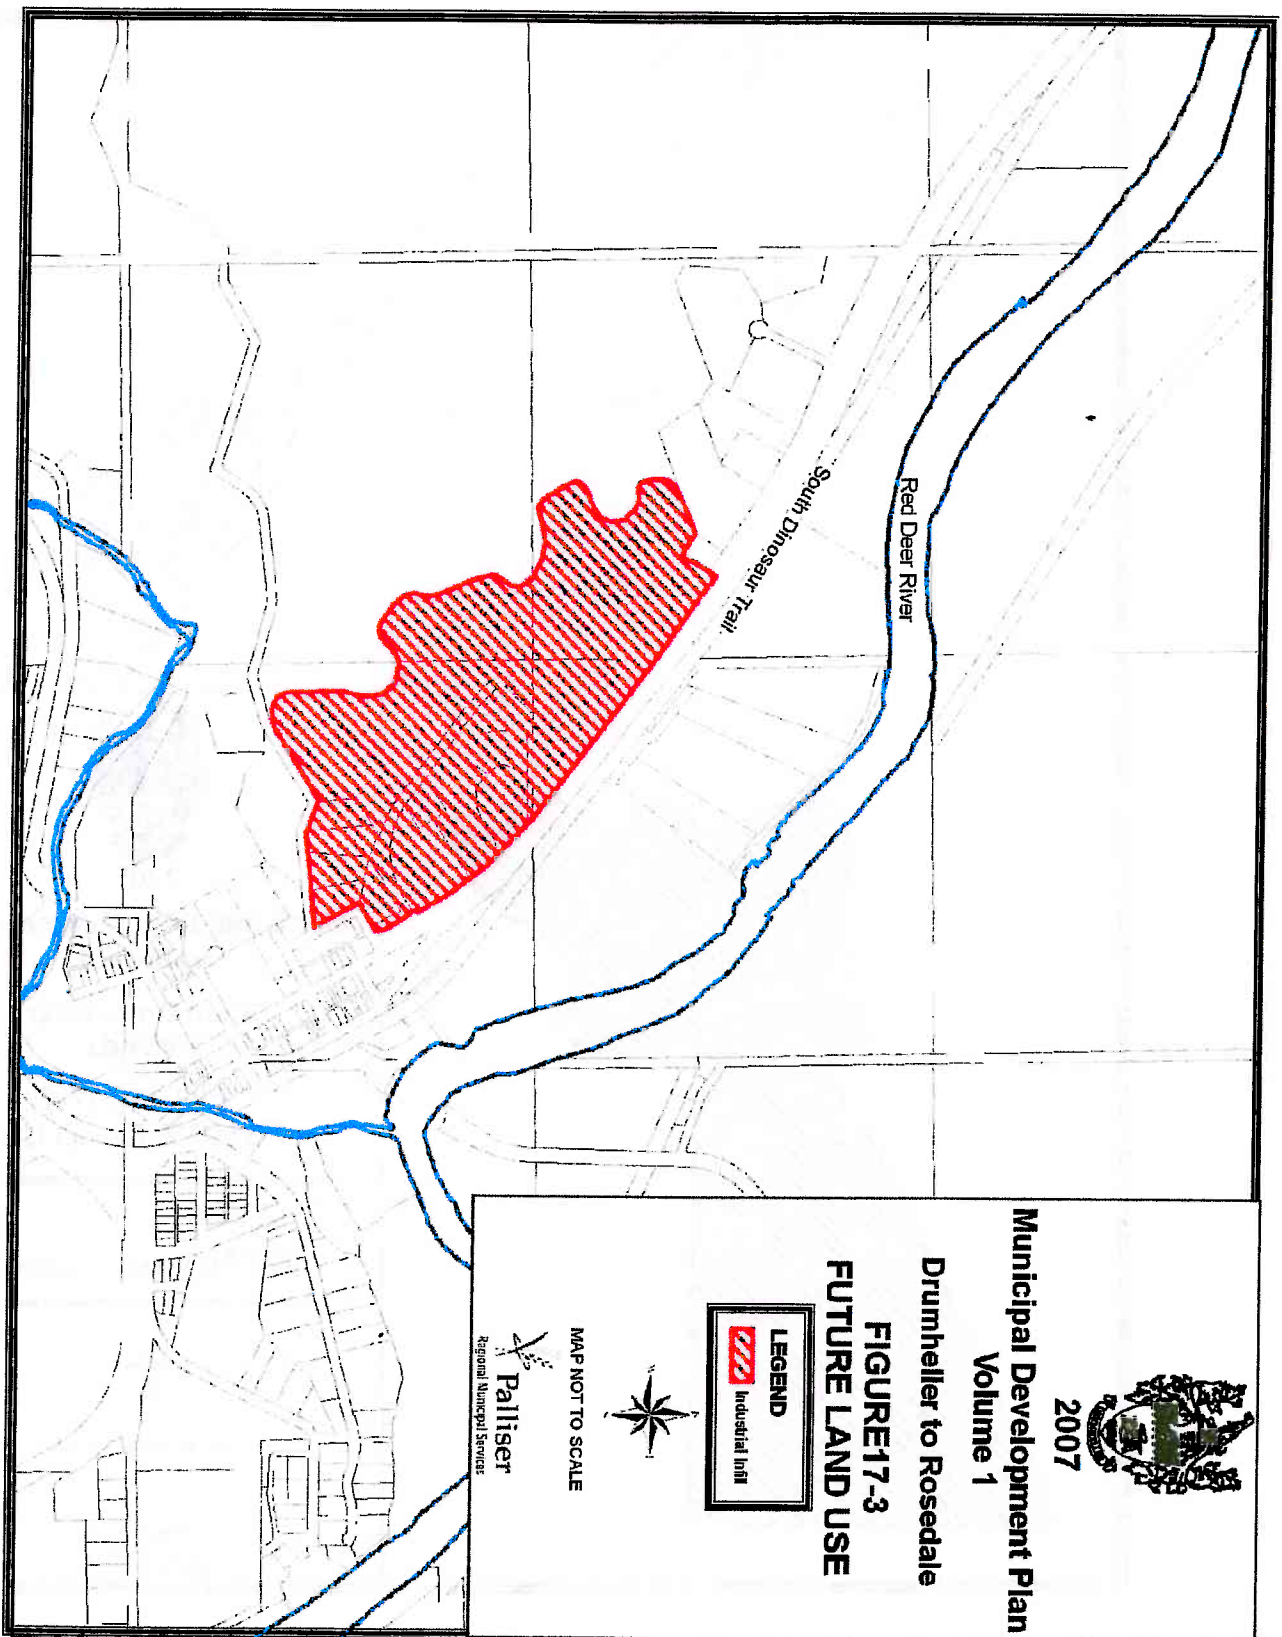 Municipal Development Plan
Volume 1
2007
Drumheller to Rosedale
FIGURE17-3
FUTURE LAND USE
LEGEND
Industrial Infill
MAP NOT TO SCALE
Palliser
Regional Municipal Services
Red Deer River
South Dinosaur Trail